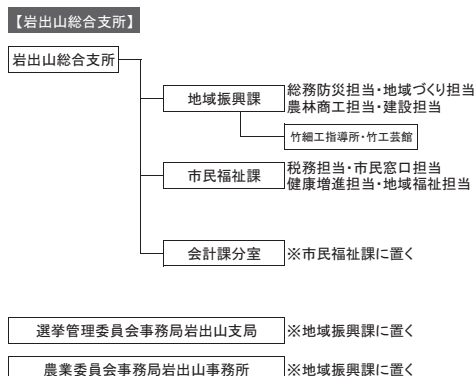 【岩出山総合支所】
岩出山総合支所
地域振興課
総務防災担当・地域づくり担当
農林商工担当・建設担当
竹細工指導所・竹工芸館
市民福祉課
税務担当・市民窓口担当
健康増進担当・地域福祉担当
会計課分室
※市民福祉課に置く
選挙管理委員会事務局岩出山支局
※地域振興課に置く
農業委員会事務局岩出山事務所
※地域振興課に置く